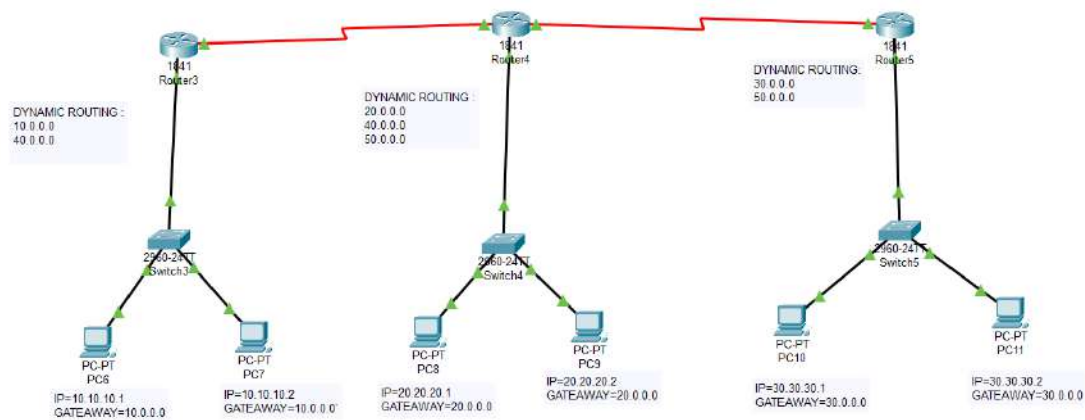 1841
Router3
1841
Router4
1841
Router5
DYNAMIC ROUTING :
10.0.0.0
40.0.0.0
DYNAMIC ROUTING :
20.0.0.0
40.0.0.0
50.0.0.0
DYNAMIC ROUTING:
30.0.0.0
50.0.0.0
2960-24TT
Switch3
2960-24TT
Switch4
2960-24TT
Switch5
PC-PT
PC6
PC-PT
PC7
PC-PT
PC8
PC-PT
PC9
PC-PT
PC10
PC-PT
PC11
IP=10.10.10.1
GATEAWAY=10.0.0.0
IP=10.10.10.2
GATEAWAY=10.0.0.0'
IP=20.20.20.1
GATEAWAY=20.0.0.0
IP=20.20.20.2
GATEAWAY=20.0.0.0
IP=30.30.30.1
GATEAWAY=30.0.0.0
IP=30.30.30.2
GATEAWAY=30.0.0.0